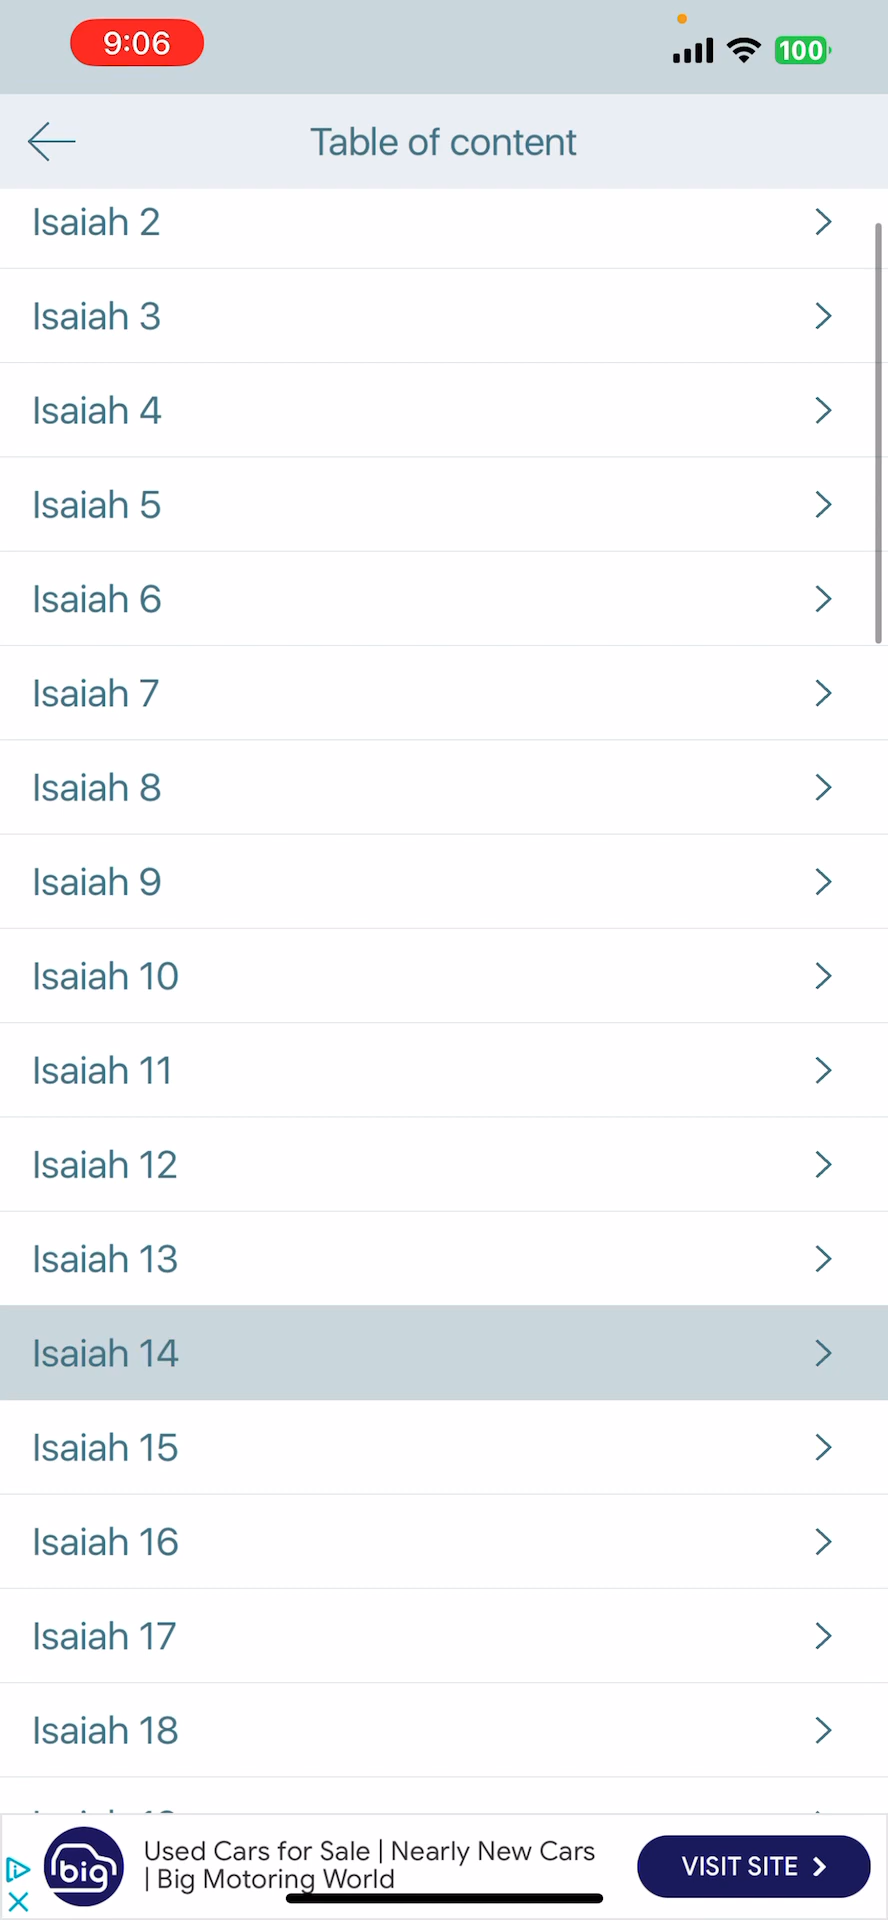 9:06
100
Table of content
Isaiah 2
Isaiah 3
Isaiah 4
Isaiah 5
Isaiah 6
Isaiah 7
Isaiah 8
Isaiah 9
Isaiah 10
Isaiah 11
Isaiah 12
Isaiah 13
Isaiah 14
Isaiah 15
Isaiah 16
Isaiah 17
Isaiah 18
big
Used Cars for Sale | Nearly New Cars
| Big Motoring World
VISIT SITE